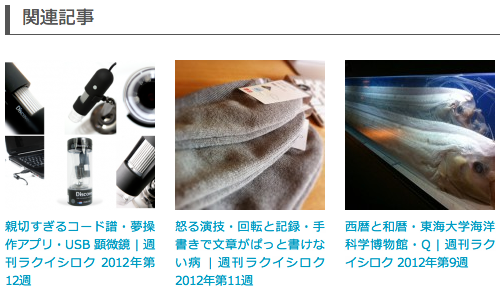 関連記事
親切すぎるコード譜・夢操
作アプリ・USB 顕微鏡 | 週
刊ラクイシロク 2012年第
12週
怒る演技・回転と記録・手
書きで文章がぱっと書けな
い病 | 週刊ラクイシロク
2012年第11週
西暦と和暦・東海大学海洋
科学博物館・Q | 週刊ラクイ
シロク 2012年第9週